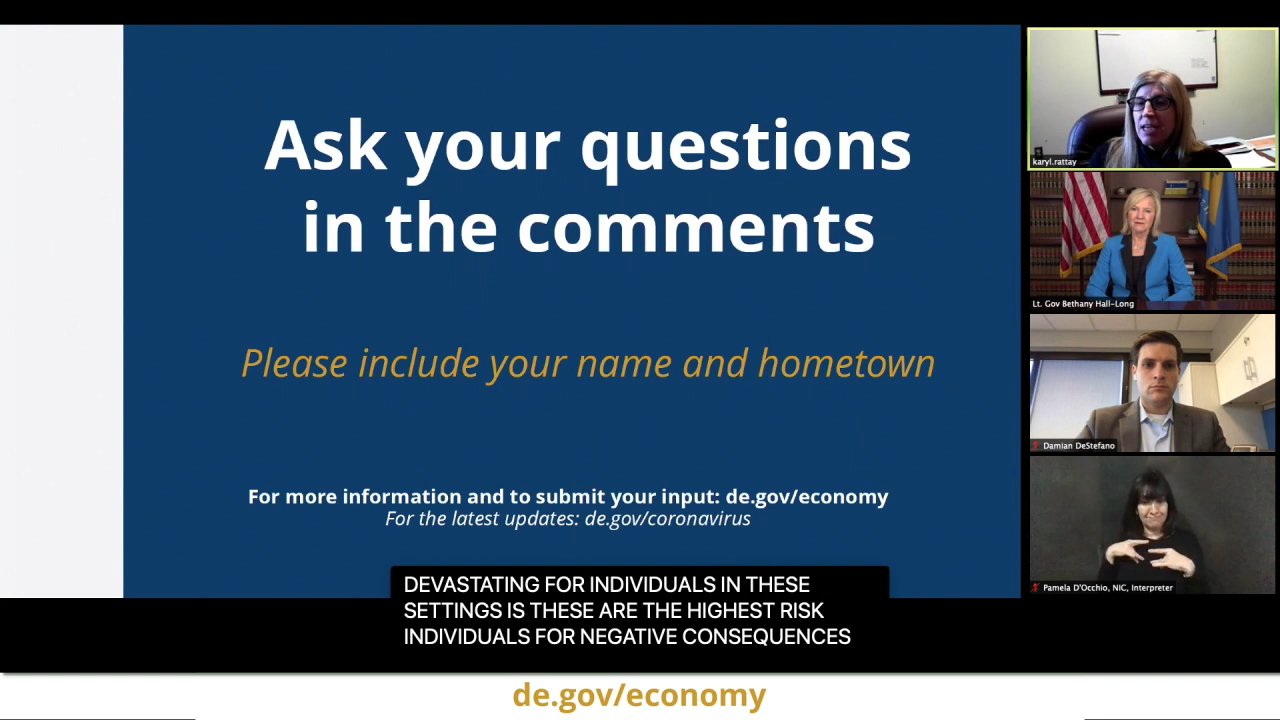 Ask your questions
in the comments
Please include your name and hometown
For more information and to submit your input: de.gov/economy
For the latest updates: de.gov/coronavirus
karyl.rattay
Lt. Gov Bethany Hall-Long
Damian DeStefano
Pamela D'Occhio, NIC, Interpreter
DEVASTATING FOR INDIVIDUALS IN THESE
SETTINGS IS THESE ARE THE HIGHEST RISK
INDIVIDUALS FOR NEGATIVE CONSEQUENCES
de.gov/economy